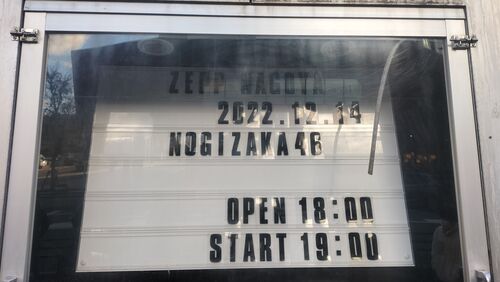 ZEPP NAGOYA
2022.12.14
NOGIZAKA46
OPEN 18:00
START 19:00